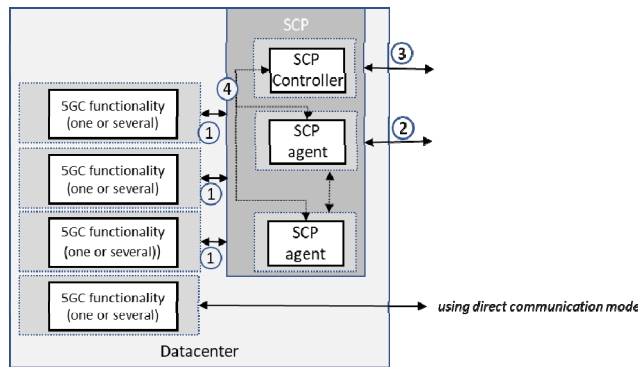 SCP
SCP
Controller
3
4
5GC functionality
(one or several)
1
SCP
agent
2
5GC functionality
(one or several)
1
5GC functionality
(one or several))
1
SCP
agent
5GC functionality
(one or several)
using direct communication mode
Datacenter